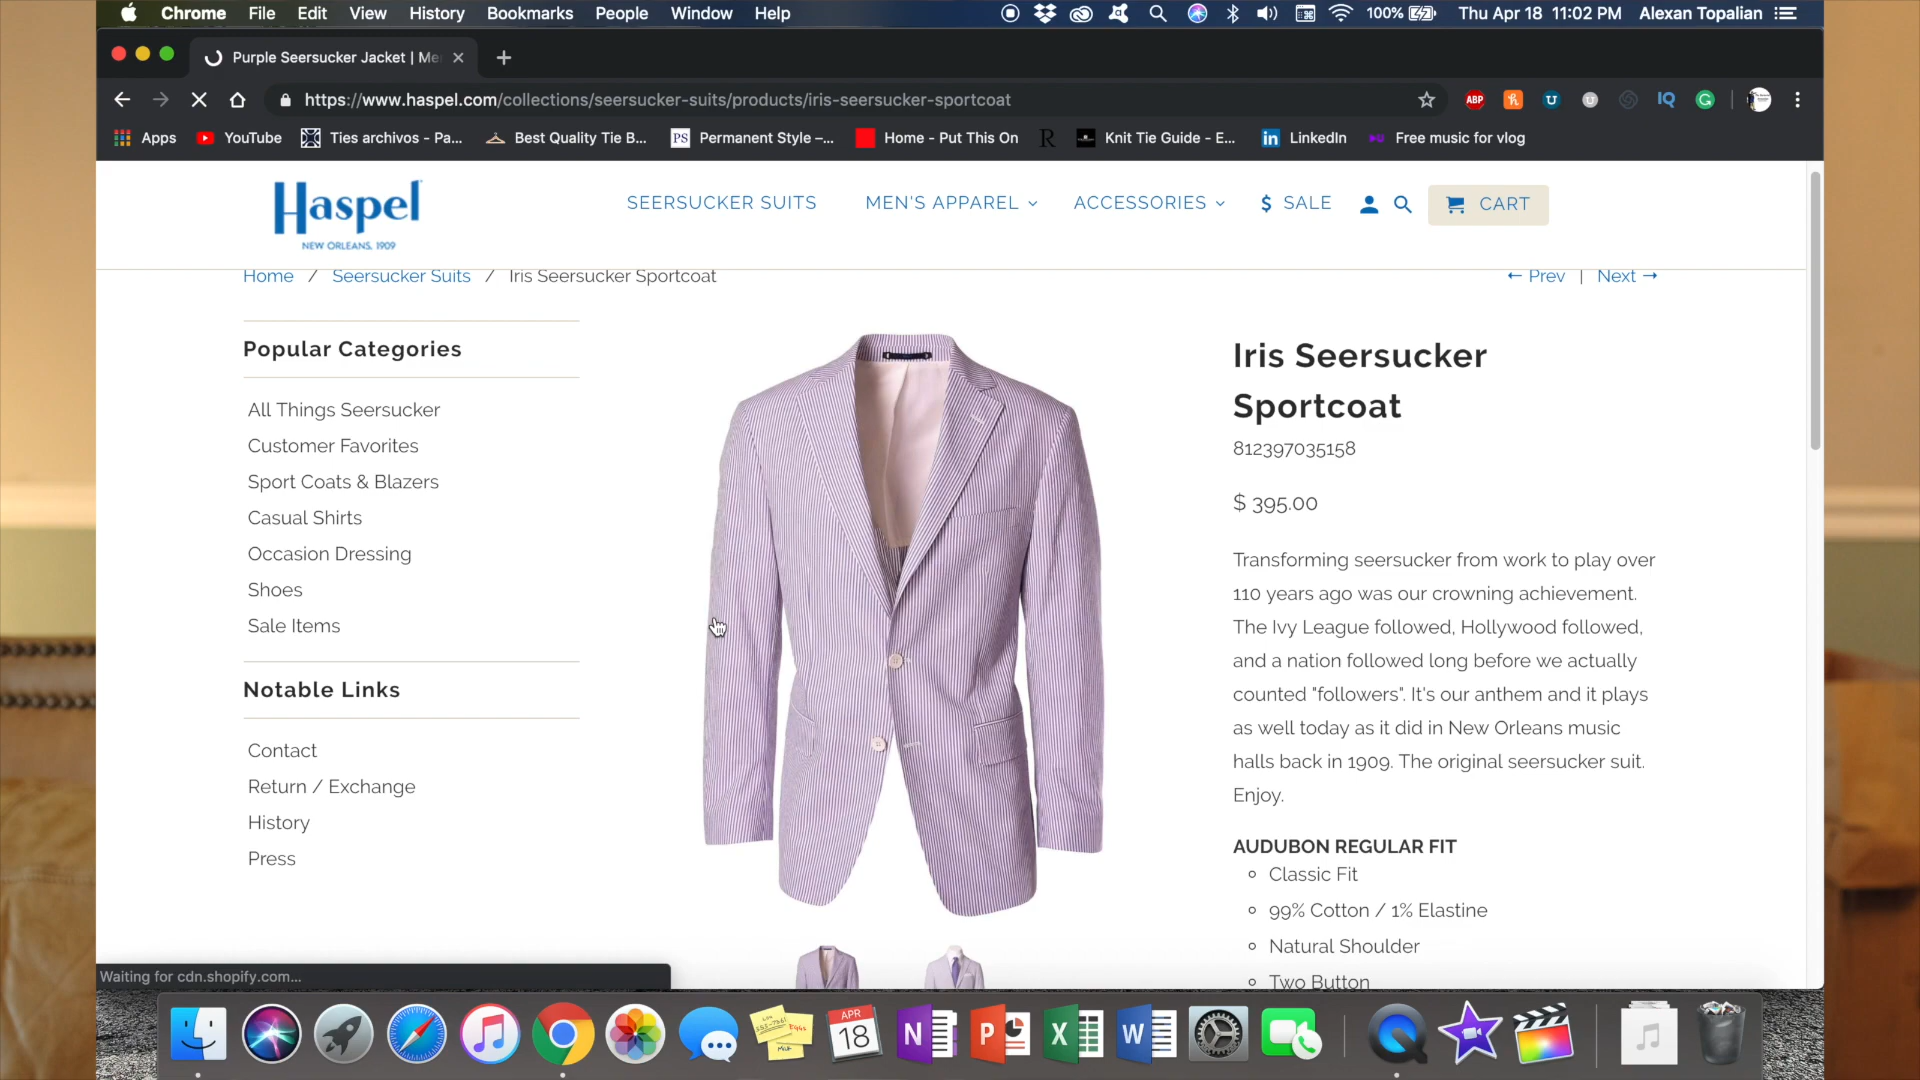 Chrome File Edit View History Bookmarks People Window Help 100% Thu Apr 18 11:02 PM Alexan Topalian
Purple Seersucker Jacket | Me
https://www.haspel.com/collections/seersucker-suits/products/iris-seersucker-sportcoat ABP IQ G
Apps YouTube Ties archivos - Pa... Best Quality Tie B... PS Permanent Style –... Home - Put This On R Knit Tie Guide - E... in LinkedIn Free music for vlog
Haspel
NEW ORLEANS, 1909
SEERSUCKER SUITS MEN'S APPAREL ACCESSORIES $ SALE CART
Home / Seersucker Suits / Iris Seersucker Sportcoat
← Prev | Next →
Popular Categories
All Things Seersucker
Customer Favorites
Sport Coats & Blazers
Casual Shirts
Occasion Dressing
Shoes
Sale Items
Notable Links
Contact
Return / Exchange
History
Press
Iris Seersucker
Sportcoat
812397035158
$ 395.00
Transforming seersucker from work to play over
110 years ago was our crowning achievement.
The Ivy League followed, Hollywood followed,
and a nation followed long before we actually
counted "followers". It's our anthem and it plays
as well today as it did in New Orleans music
halls back in 1909. The original seersucker suit.
Enjoy.
AUDUBON REGULAR FIT
Classic Fit
99% Cotton / 1% Elastine
Natural Shoulder
Two Button
Waiting for cdn.shopify.com...
APR
18
N P X W